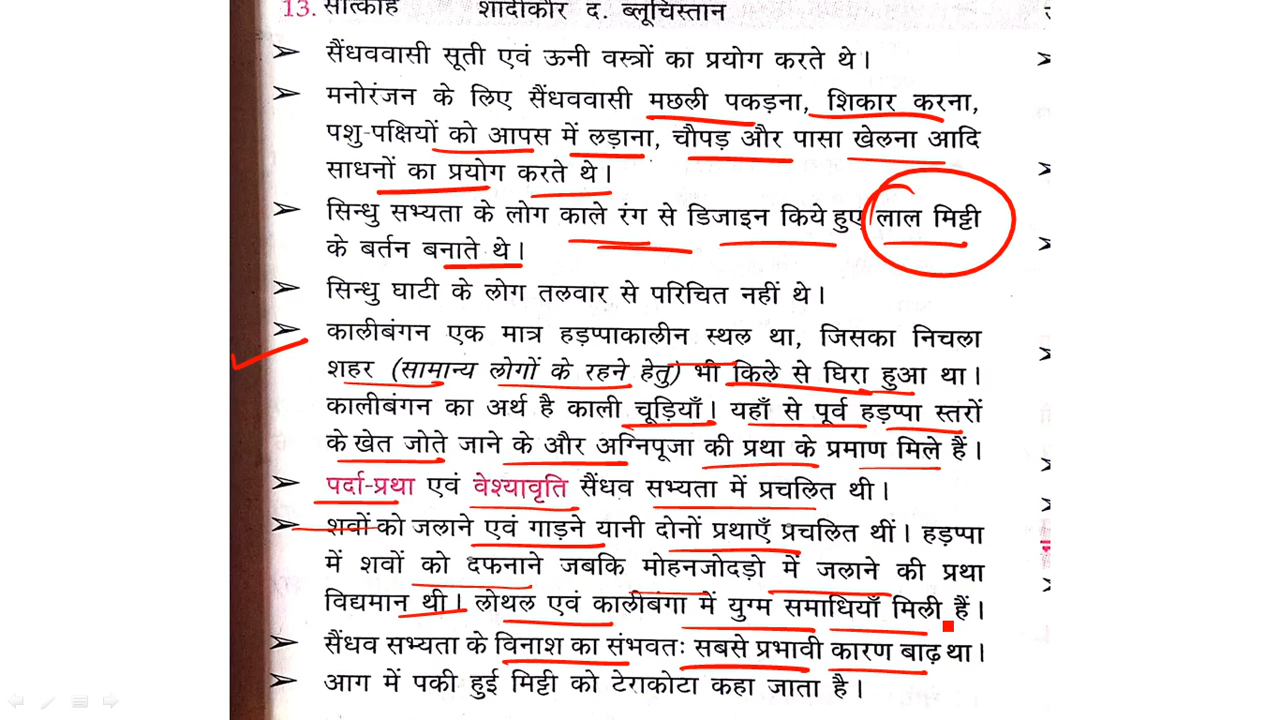 13. सोत्काह शादीकौर द. ब्लूचिस्तान
➢ सैंधववासी सूती एवं ऊनी वस्त्रों का प्रयोग करते थे।
➢ मनोरंजन के लिए सैंधववासी मछली पकड़ना, शिकार करना,
पशु-पक्षियों को आपस में लड़ाना, चौपड़ और पासा खेलना आदि
साधनों का प्रयोग करते थे।
➢ सिन्धु सभ्यता के लोग काले रंग से डिजाइन किये हुए लाल मिट्टी
के बर्तन बनाते थे।
➢ सिन्धु घाटी के लोग तलवार से परिचित नहीं थे।
➢ कालीबंगन एक मात्र हड़प्पाकालीन स्थल था, जिसका निचला
शहर (सामान्य लोगों के रहने हेतु) भी किले से घिरा हुआ था।
कालीबंगन का अर्थ है काली चूड़ियाँ। यहाँ से पूर्व हड़प्पा स्तरों
के खेत जोते जाने के और अग्निपूजा की प्रथा के प्रमाण मिले हैं।
➢ पर्दा-प्रथा एवं वेश्यावृति सैंधव सभ्यता में प्रचलित थी।
➢ शवों को जलाने एवं गाड़ने यानी दोनों प्रथाएँ प्रचलित थीं। हड़प्पा
में शवों को दफनाने जबकि मोहनजोदड़ो में जलाने की प्रथा
विद्यमान थी। लोथल एवं कालीबंगा में युग्म समाधियाँ मिली हैं।
➢ सैंधव सभ्यता के विनाश का संभवतः सबसे प्रभावी कारण बाढ़ था।
➢ आग में पकी हुई मिट्टी को टेराकोटा कहा जाता है।